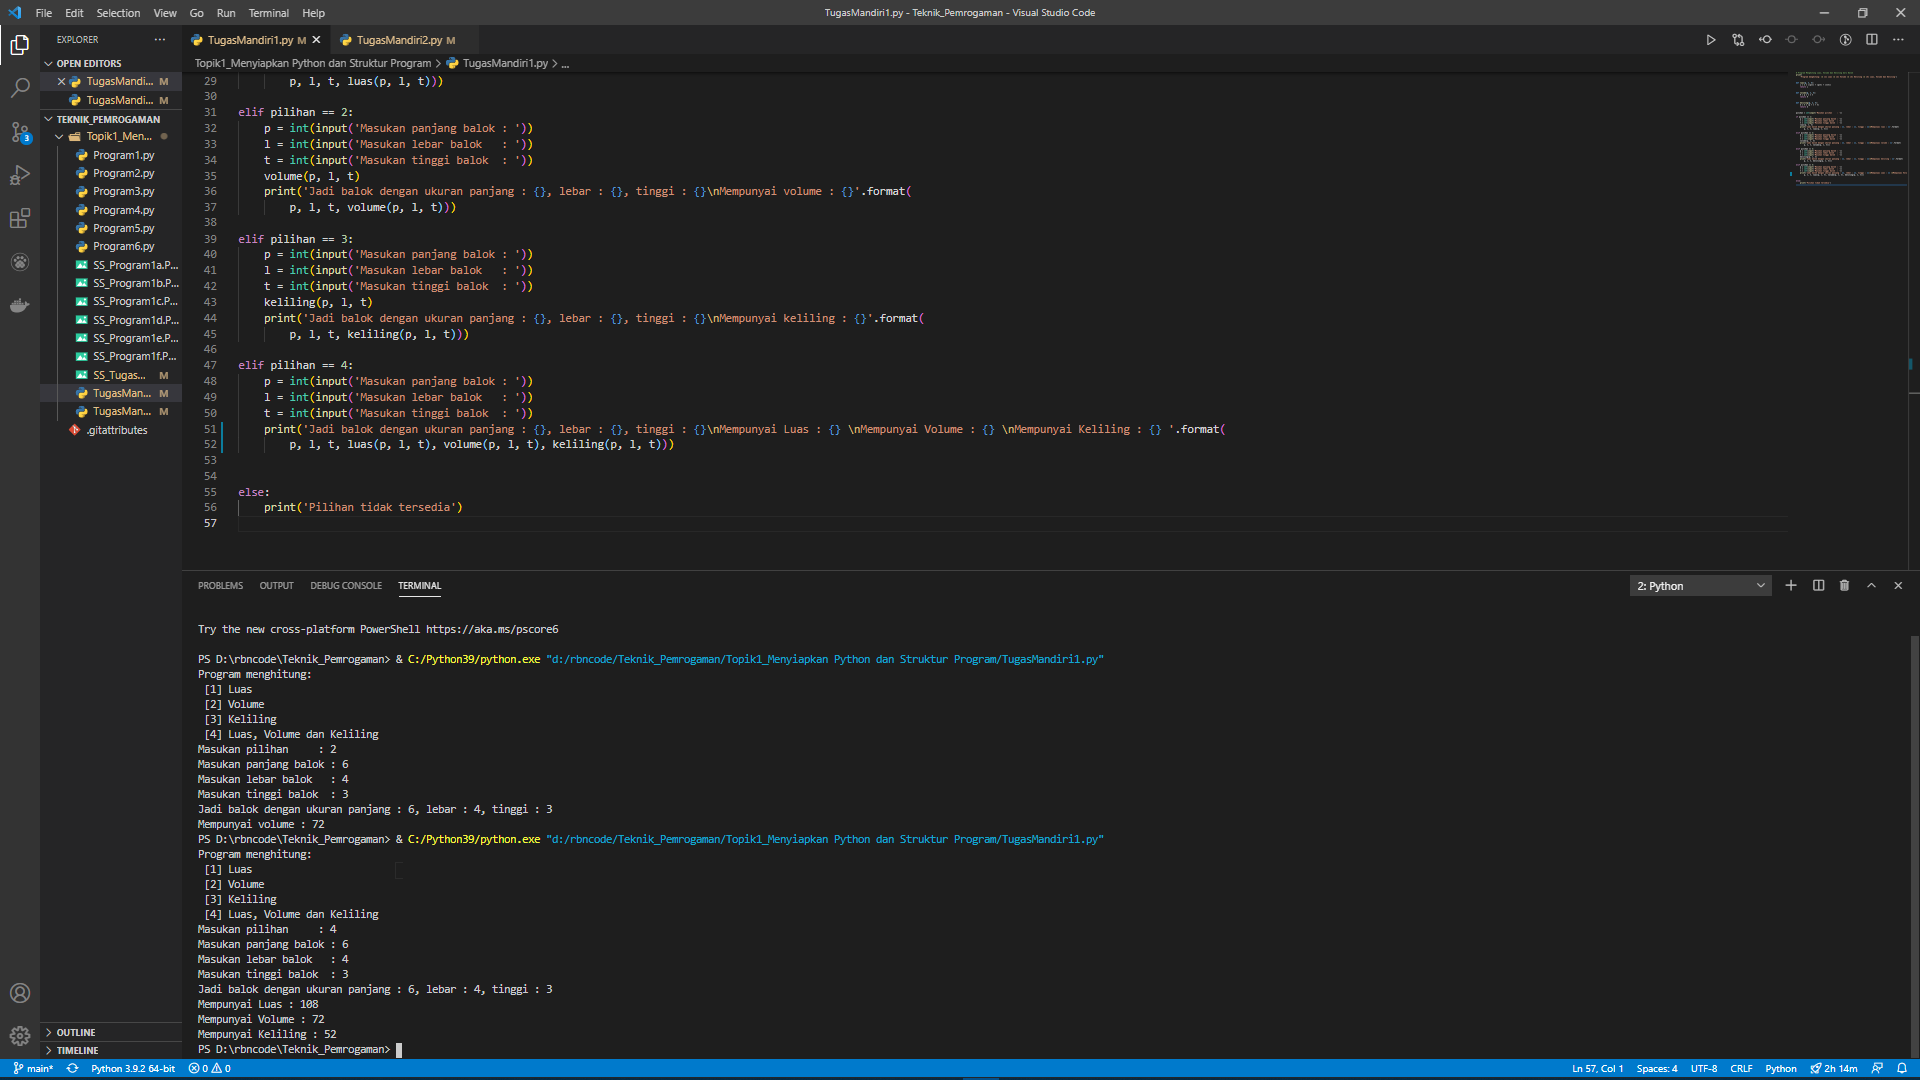 File Edit Selection View Go Run Terminal Help
TugasMandiri1.py - Teknik_Pemrogaman - Visual Studio Code
EXPLORER
OPEN EDITORS
TugasMandi... M
TugasMandi... M
TEKNIK_PEMROGAMAN
Topik1_Men...
Program1.py
Program2.py
Program3.py
Program4.py
Program5.py
Program6.py
SS_Program1a.P...
SS_Program1b.P...
SS_Program1c.P...
SS_Program1d.P...
SS_Program1e.P...
SS_Program1f.P...
SS_Tugas... M
TugasMan... M
TugasMan... M
.gitattributes
OUTLINE
TIMELINE
3
TugasMandiri1.py M
TugasMandiri2.py M
Topik1_Menyiapkan Python dan Struktur Program > TugasMandiri1.py > ...
29 p, l, t, luas(p, l, t)))
30
31 elif pilihan == 2:
32 p = int(input('Masukan panjang balok : '))
33 l = int(input('Masukan lebar balok   : '))
34 t = int(input('Masukan tinggi balok  : '))
35 volume(p, l, t)
36 print('Jadi balok dengan ukuran panjang : {}, lebar : {}, tinggi : {}\nMempunyai volume : {}'.format(
37 p, l, t, volume(p, l, t)))
38
39 elif pilihan == 3:
40 p = int(input('Masukan panjang balok : '))
41 l = int(input('Masukan lebar balok   : '))
42 t = int(input('Masukan tinggi balok  : '))
43 keliling(p, l, t)
44 print('Jadi balok dengan ukuran panjang : {}, lebar : {}, tinggi : {}\nMempunyai keliling : {}'.format(
45 p, l, t, keliling(p, l, t)))
46
47 elif pilihan == 4:
48 p = int(input('Masukan panjang balok : '))
49 l = int(input('Masukan lebar balok   : '))
50 t = int(input('Masukan tinggi balok  : '))
51 print('Jadi balok dengan ukuran panjang : {}, lebar : {}, tinggi : {}\nMempunyai Luas : {} \nMempunyai Volume : {} \nMempunyai Keliling : {} '.format(
52 p, l, t, luas(p, l, t), volume(p, l, t), keliling(p, l, t)))
53
54
55 else:
56 print('Pilihan tidak tersedia')
57
PROBLEMS OUTPUT DEBUG CONSOLE TERMINAL
2: Python
Try the new cross-platform PowerShell https://aka.ms/pscore6
PS D:\rbncode\Teknik_Pemrogaman> & C:/Python39/python.exe "d:/rbncode/Teknik_Pemrogaman/Topik1_Menyiapkan Python dan Struktur Program/TugasMandiri1.py"
Program menghitung:
[1] Luas
[2] Volume
[3] Keliling
[4] Luas, Volume dan Keliling
Masukan pilihan     : 2
Masukan panjang balok : 6
Masukan lebar balok   : 4
Masukan tinggi balok  : 3
Jadi balok dengan ukuran panjang : 6, lebar : 4, tinggi : 3
Mempunyai volume : 72
PS D:\rbncode\Teknik_Pemrogaman> & C:/Python39/python.exe "d:/rbncode/Teknik_Pemrogaman/Topik1_Menyiapkan Python dan Struktur Program/TugasMandiri1.py"
Program menghitung:
[1] Luas
[2] Volume
[3] Keliling
[4] Luas, Volume dan Keliling
Masukan pilihan     : 4
Masukan panjang balok : 6
Masukan lebar balok   : 4
Masukan tinggi balok  : 3
Jadi balok dengan ukuran panjang : 6, lebar : 4, tinggi : 3
Mempunyai Luas : 108
Mempunyai Volume : 72
Mempunyai Keliling : 52
PS D:\rbncode\Teknik_Pemrogaman>
main* Python 3.9.2 64-bit 0 0 Ln 57, Col 1 Spaces: 4 UTF-8 CRLF Python 2h 14m